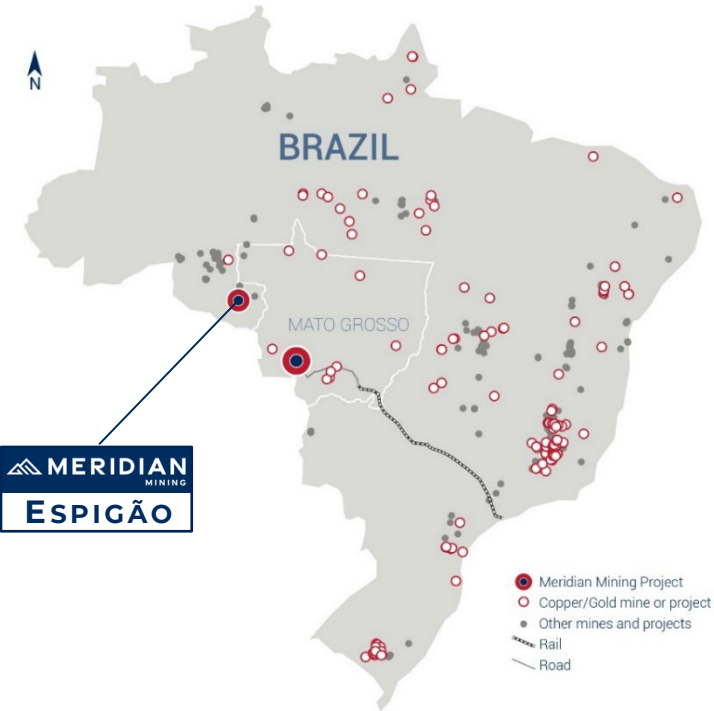 N
BRAZIL
MATO GROSSO
MERIDIAN
MINING
ESPIGÃO
Meridian Mining Project
Copper/Gold mine or project
Other mines and projects
Rail
Road